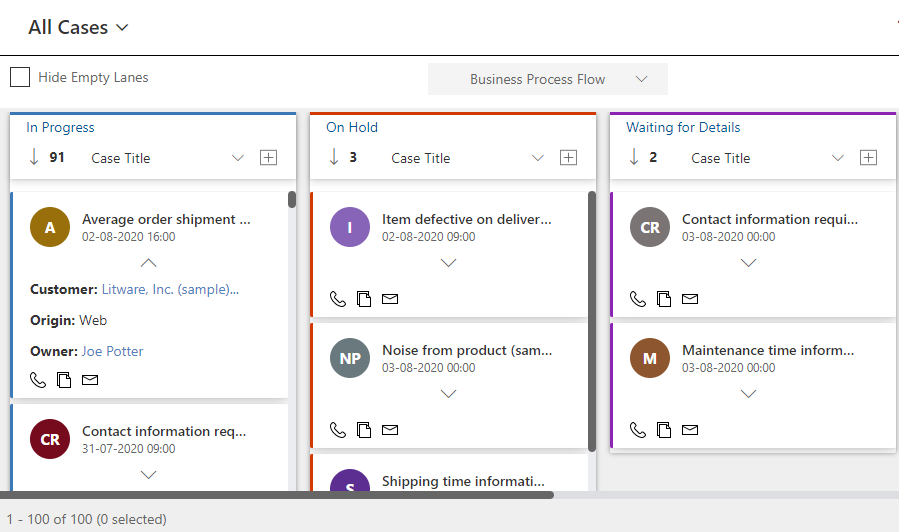 All Cases
Hide Empty Lanes
Business Process Flow
In Progress
91 Case Title
A
Average order shipment ...
02-08-2020 16:00
Customer: Litware, Inc. (sample)...
Origin: Web
Owner: Joe Potter
CR
Contact information req...
31-07-2020 09:00
On Hold
3 Case Title
I
Item defective on deliver...
02-08-2020 09:00
NP
Noise from product (sam...
03-08-2020 00:00
S
Shipping time informati...
Waiting for Details
2 Case Title
CR
Contact information requi...
03-08-2020 00:00
M
Maintenance time inform...
03-08-2020 00:00
1 - 100 of 100 (0 selected)